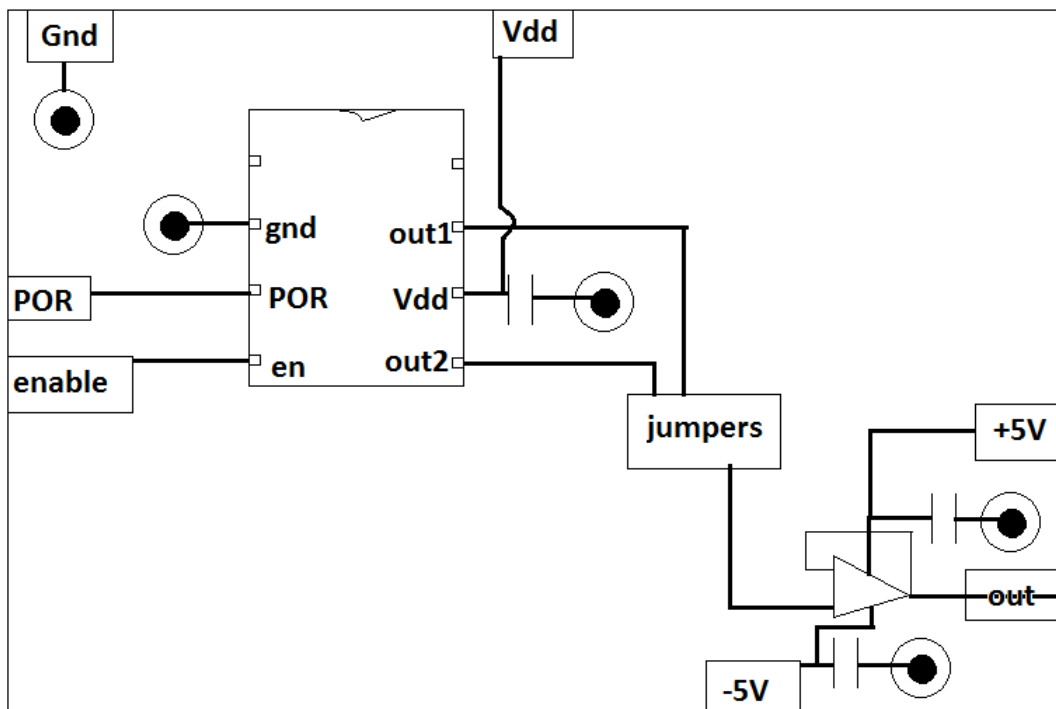 Gnd
Vdd
gnd
out1
POR
POR
Vdd
enable
en
out2
jumpers
+5V
out
-5V